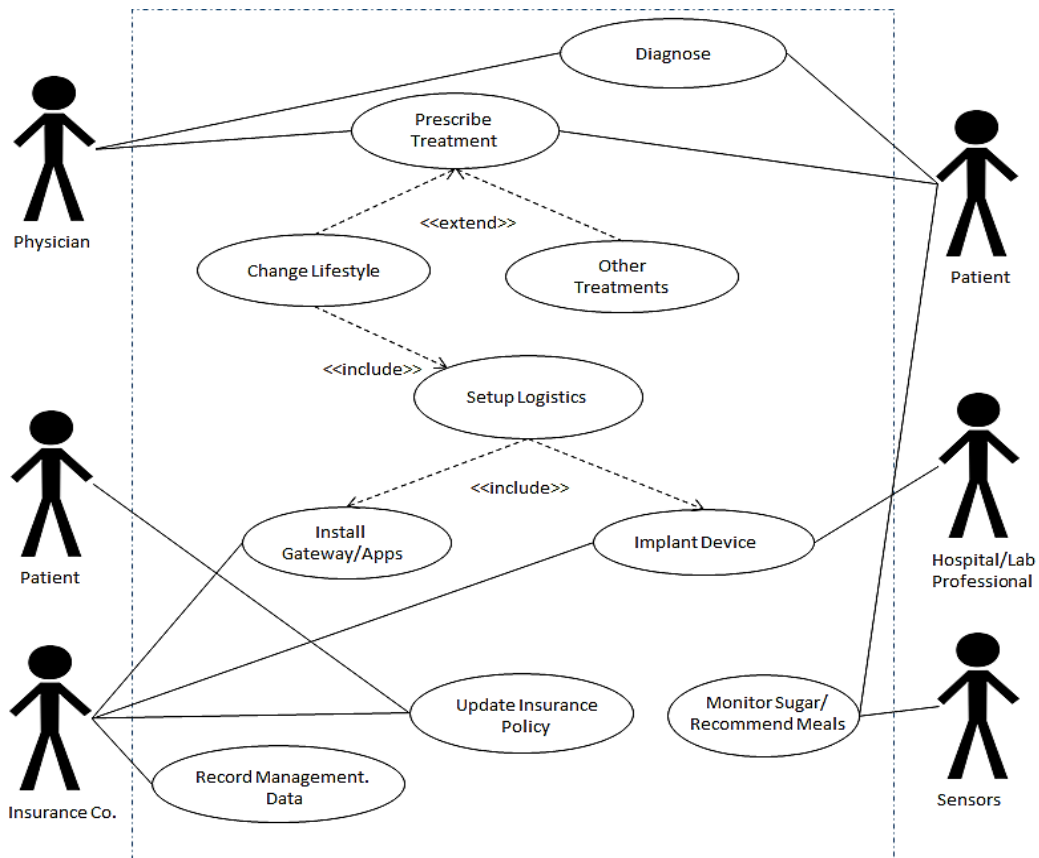 Diagnose
Prescribe
Treatment
Physician
<<extend>>
Change Lifestyle
Other
Treatments
Patient
<<include>>
Setup Logistics
<<include>>
Install
Gateway/Apps
Implant Device
Patient
Hospital/Lab
Professional
Update Insurance
Policy
Monitor Sugar/
Recommend Meals
Record Management.
Data
Insurance Co.
Sensors